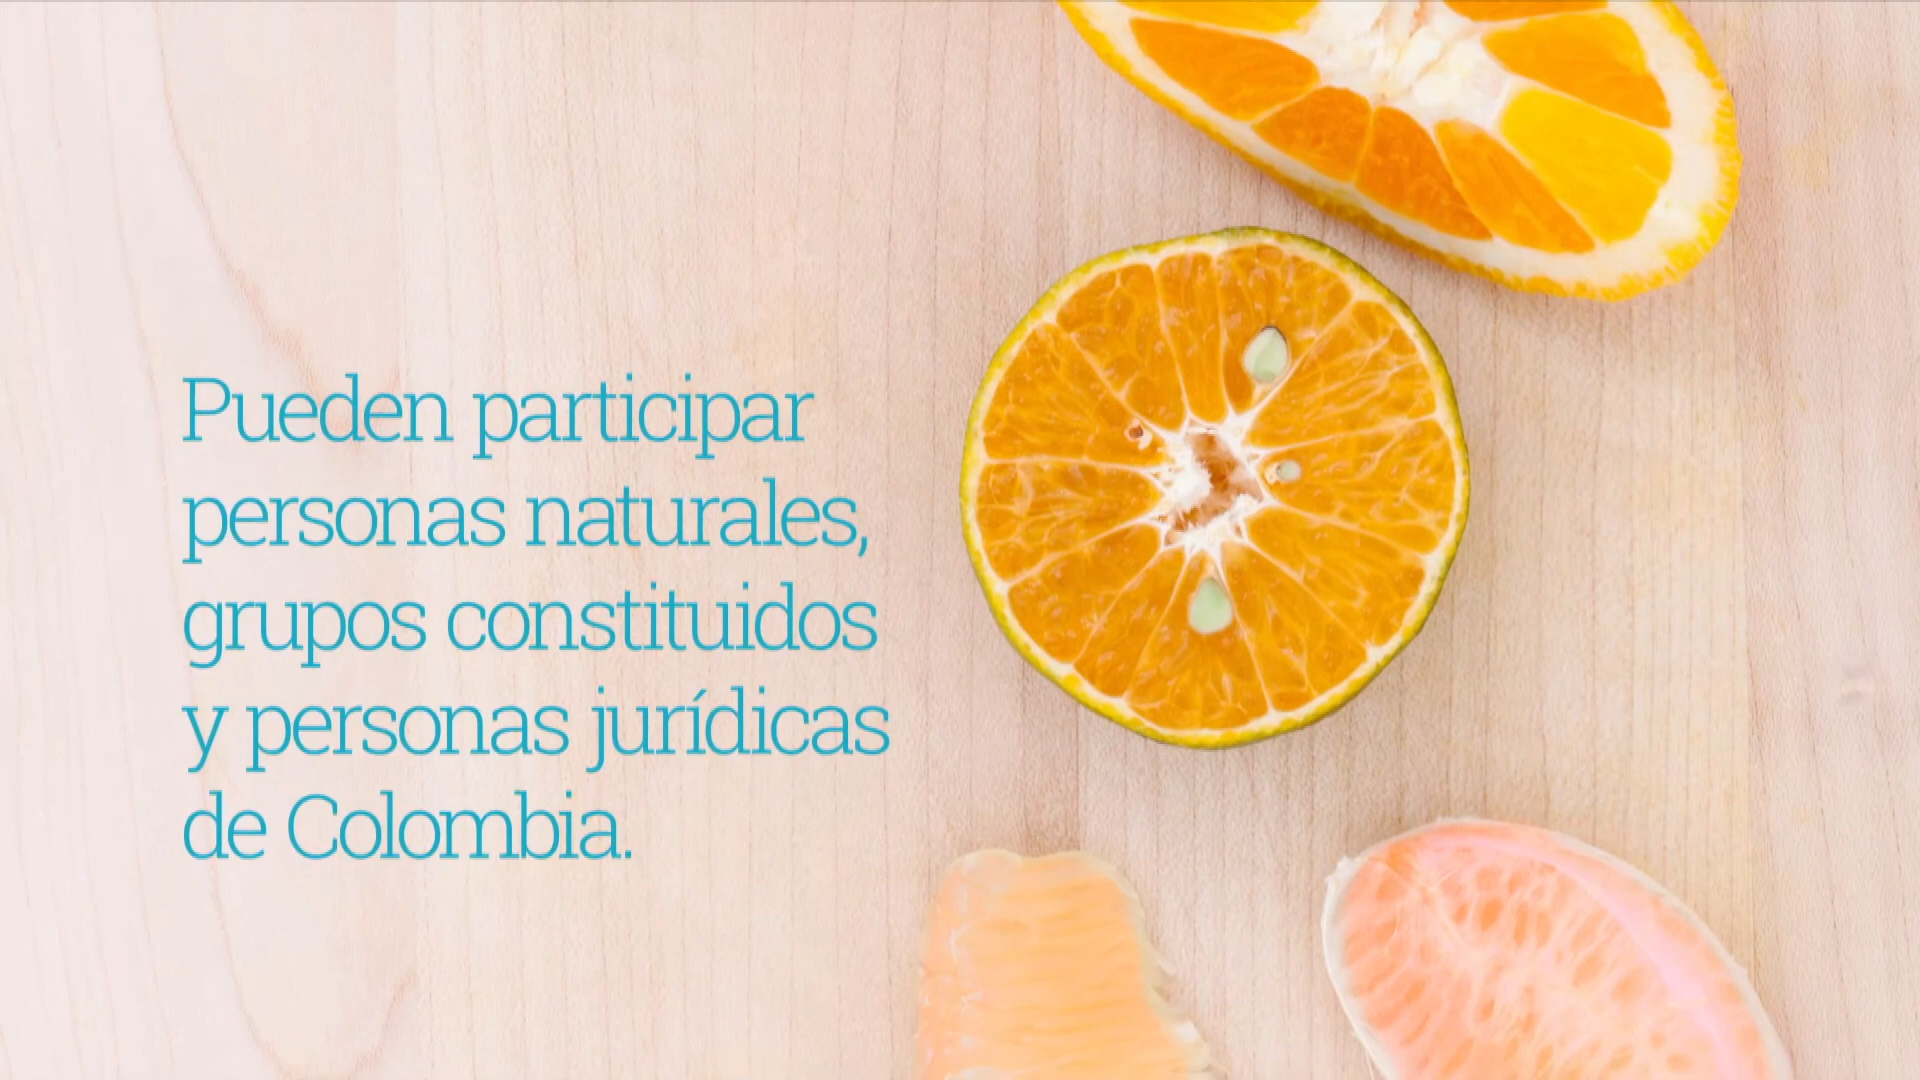 Pueden participar
personas naturales,
grupos constituidos
y personas jurídicas
de Colombia.